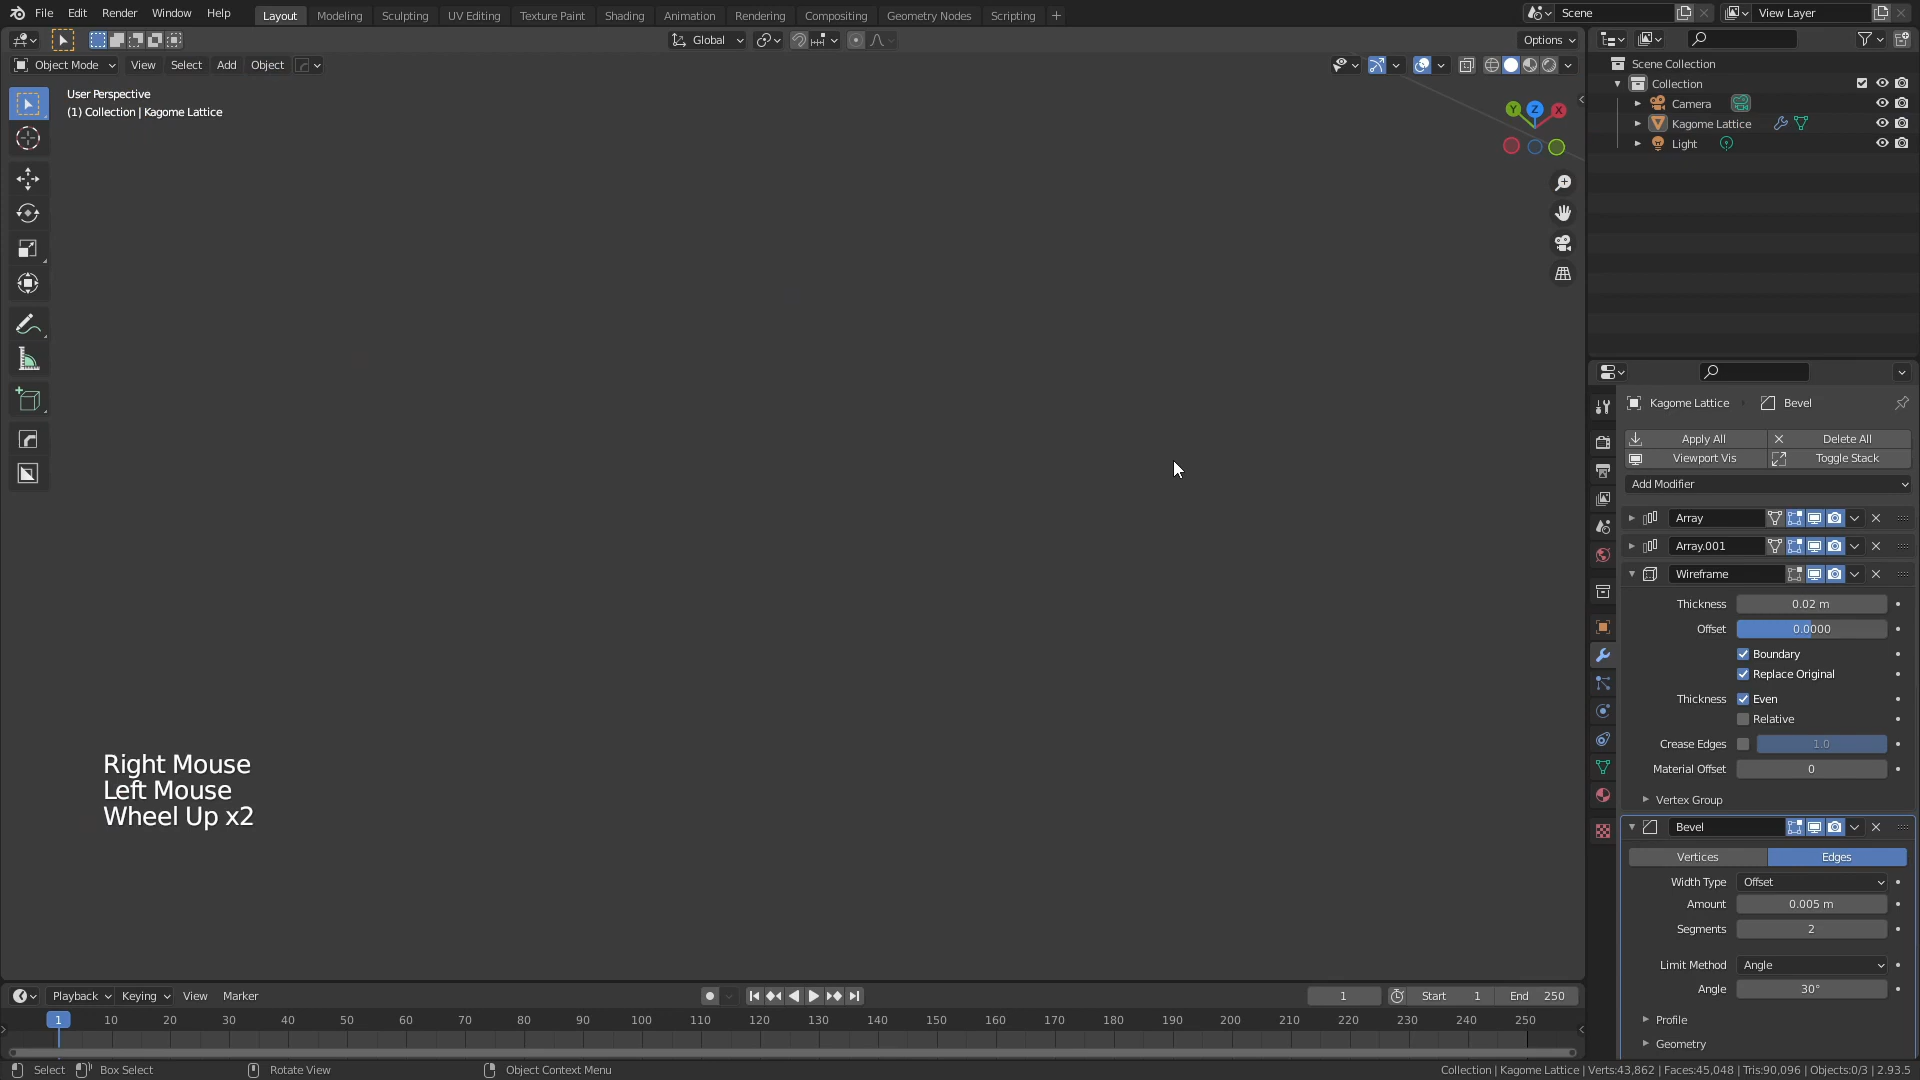 File Edit Render Window Help Layout Modeling Sculpting UV Editing Texture Paint Shading Animation Rendering Compositing Geometry Nodes Scripting + Scene View Layer
Global Options
Object Mode View Select Add Object
User Perspective
(1) Collection | Kagome Lattice
Y Z X
Scene Collection
Collection
Camera
Kagome Lattice
Light
Kagome Lattice Bevel
Apply All Delete All
Viewport Vis Toggle Stack
Add Modifier
Array
Array.001
Wireframe
Thickness 0.02 m
Offset 0.0000
Boundary
Replace Original
Thickness Even
Relative
Crease Edges 1.0
Material Offset 0
Vertex Group
Bevel
Vertices Edges
Width Type Offset
Amount 0.005 m
Segments 2
Limit Method Angle
Angle 30°
Profile
Geometry
Right Mouse
Left Mouse
Wheel Up x2
Playback Keying View Marker 1 Start 1 End 250
1 10 20 30 40 50 60 70 80 90 100 110 120 130 140 150 160 170 180 190 200 210 220 230 240 250
Select Box Select Rotate View Object Context Menu Collection | Kagome Lattice | Verts:43,862 | Faces:45,048 | Tris:90,096 | Objects:0/3 | 2.93.5